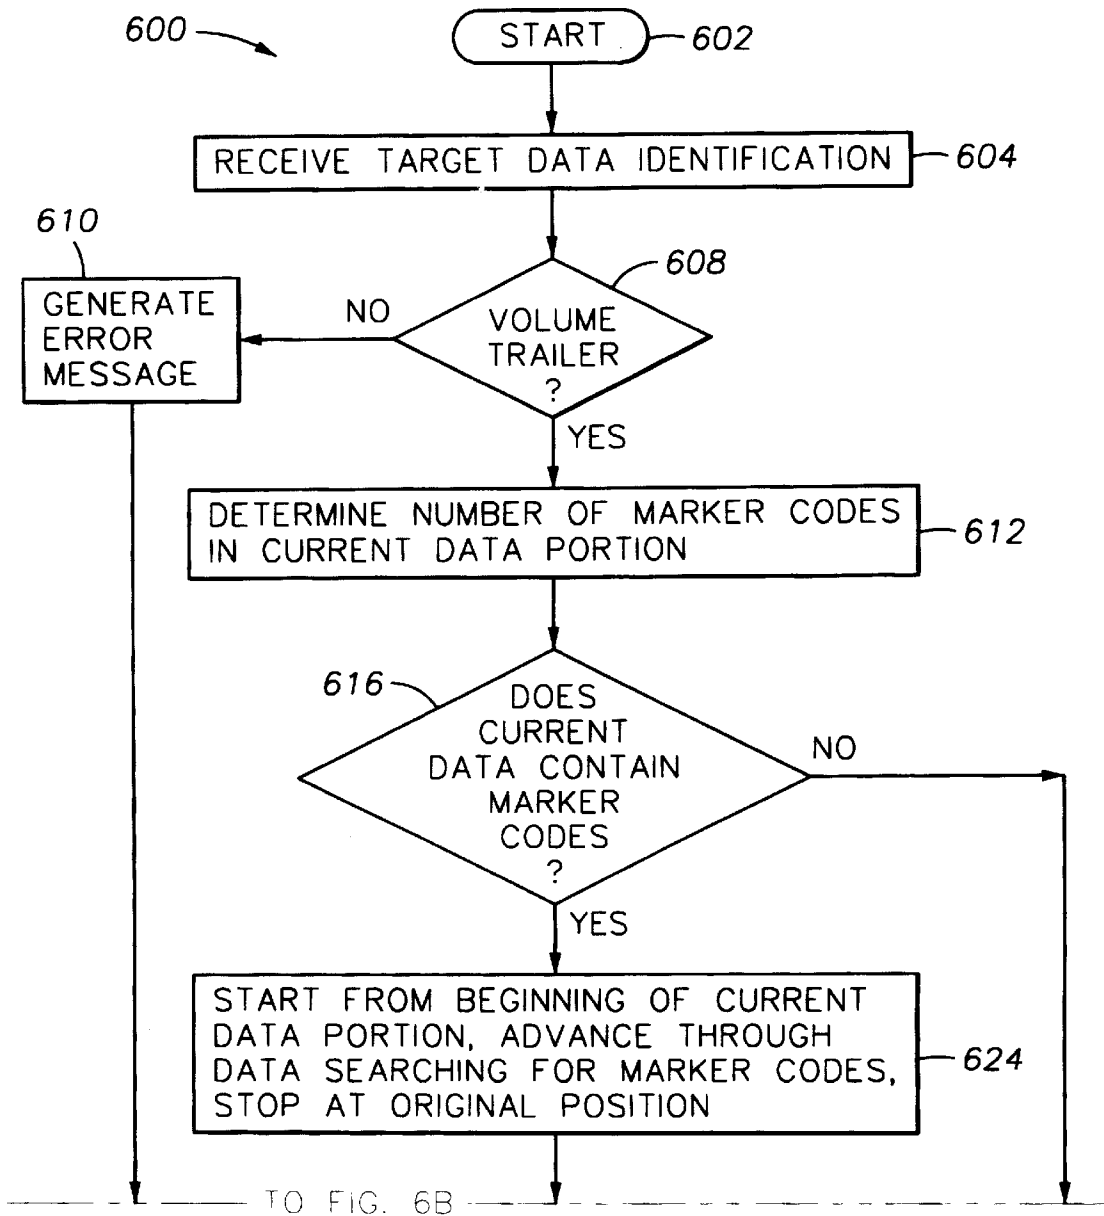 600
START
602
RECEIVE TARGET DATA IDENTIFICATION
604
610
608
GENERATE
ERROR
MESSAGE
NO
VOLUME
TRAILER
?
YES
DETERMINE NUMBER OF MARKER CODES
IN CURRENT DATA PORTION
612
616
DOES
CURRENT
DATA CONTAIN
MARKER
CODES
?
NO
YES
START FROM BEGINNING OF CURRENT
DATA PORTION, ADVANCE THROUGH
DATA SEARCHING FOR MARKER CODES,
STOP AT ORIGINAL POSITION
624
TO FIG. 6B